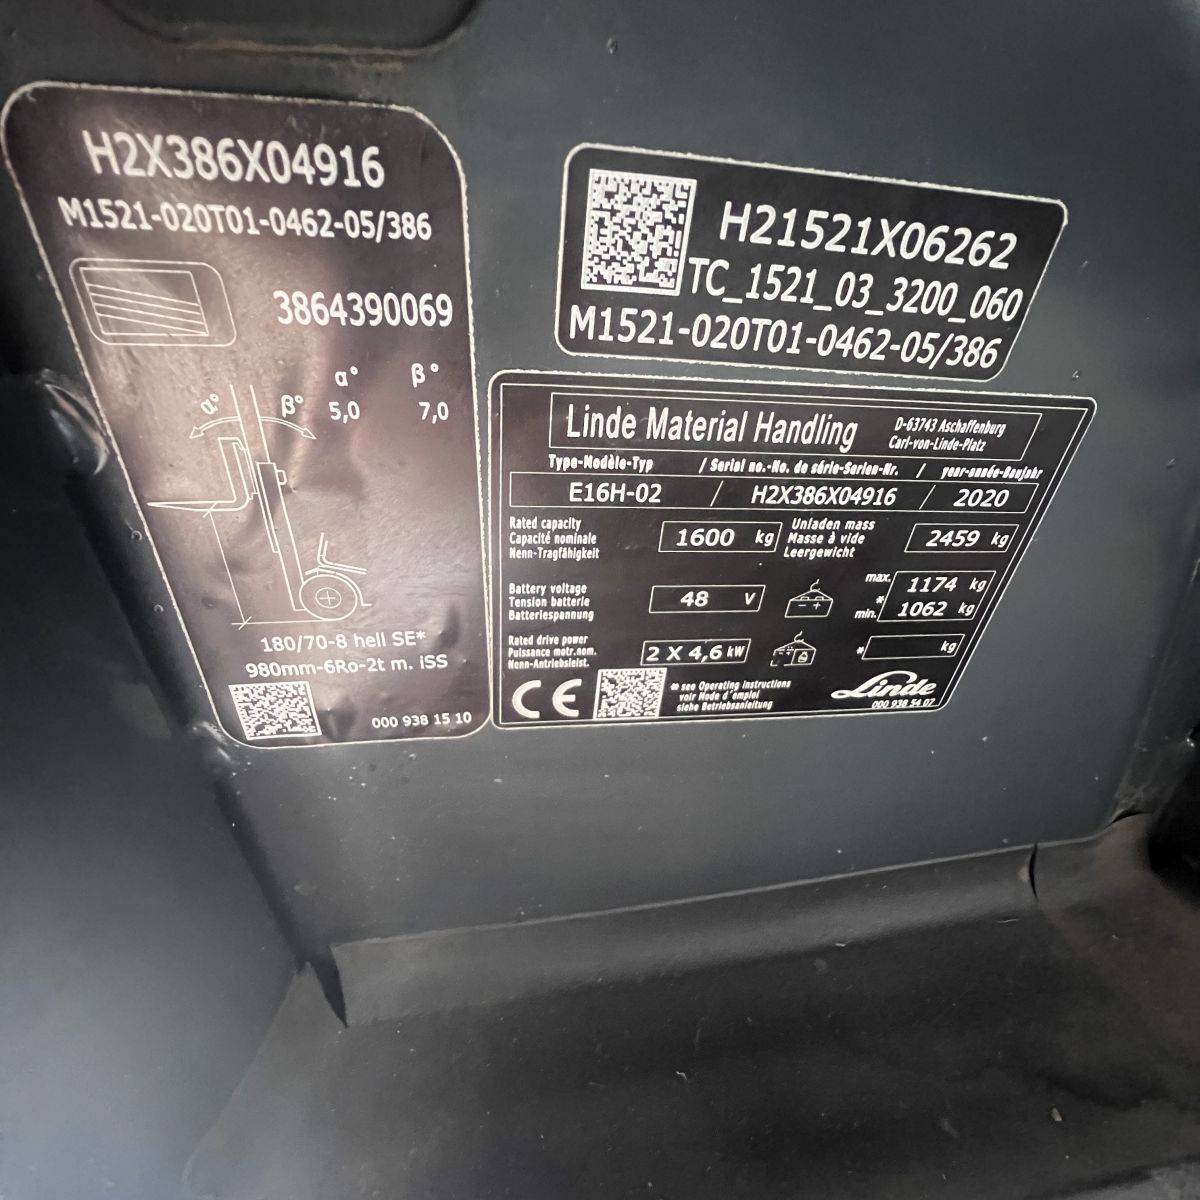 H2X386X04916
M1521-020T01-0462-05/386
3864390069
α° β°
α° β° 5,0 7,0
180/70-8 hell SE*
980mm-6Ro-2t m. iSS
000 938 15 10
H21521X06262
TC_1521_03_3200_060
M1521-020T01-0462-05/386
Linde Material Handling
D-63743 Aschaffenburg
Carl-von-Linde-Platz
Type-Modèle-Typ / Serial no.-No. de série-Serien-Nr. / year-année-Baujahr
E16H-02 / H2X386X04916 / 2020
Rated capacity
Capacité nominale
Nenn-Tragfähigkeit
1600 kg
Unladen mass
Masse à vide
Leergewicht
2459 kg
Battery voltage
Tension batterie
Batteriespannung
48 V
- +
max. 1174 kg
*
min. 1062 kg
Rated drive power
Puissance motr.nom.
Nenn-Antriebsleist.
2 X 4,6 kW
* kg
CE
* see Operating instructions
voir Mode d'emploi
siehe Betriebsanleitung
Linde
000 938 54 07